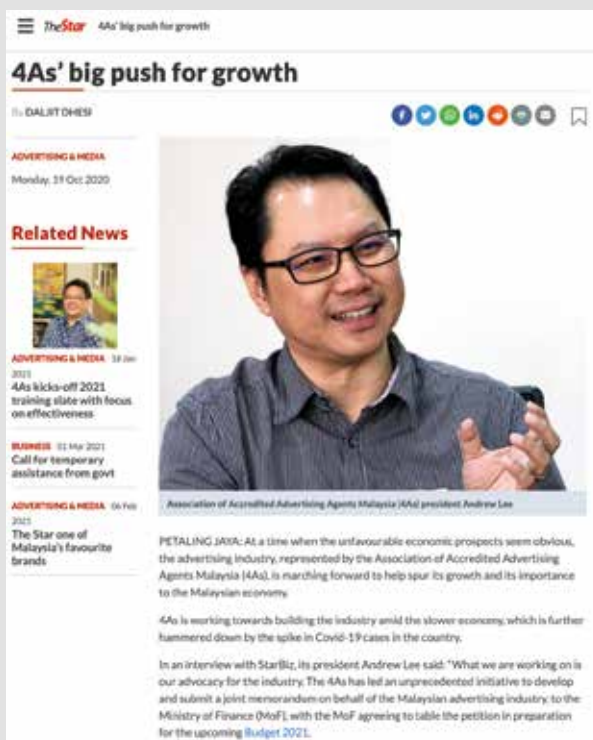 TheStar 4As' big push for growth
4As' big push for growth
By DALJIT DHESI
ADVERTISING & MEDIA
Monday, 19 Oct 2020
Related News
ADVERTISING & MEDIA 18 Jan
2021
4As kicks-off 2021
training slate with focus
on effectiveness
BUSINESS 01 Mar 2021
Call for temporary
assistance from govt
ADVERTISING & MEDIA 06 Feb
2021
The Star one of
Malaysia's favourite
brands
Association of Accredited Advertising Agents Malaysia (4As) president Andrew Lee
PETALING JAYA: At a time when the unfavourable economic prospects seem obvious,
the advertising industry, represented by the Association of Accredited Advertising
Agents Malaysia (4As), is marching forward to help spur its growth and its importance
to the Malaysian economy.
4As is working towards building the industry amid the slower economy, which is further
hammered down by the spike in Covid-19 cases in the country.
In an interview with StarBiz, its president Andrew Lee said: "What we are working on is
our advocacy for the industry. The 4As has led an unprecedented initiative to develop
and submit a joint memorandum on behalf of the Malaysian advertising industry, to the
Ministry of Finance (MoF), with the MoF agreeing to table the petition in preparation
for the upcoming Budget 2021.